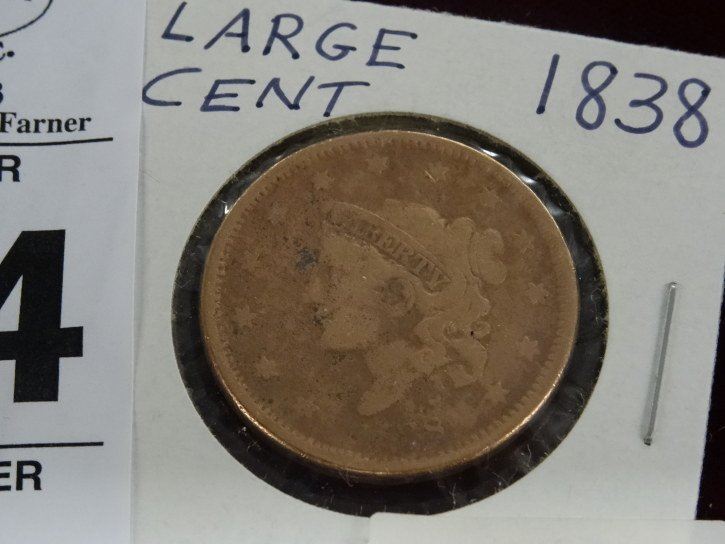 LARGE
CENT
1838
c.
Farner
R
4
ER
LIBERTY